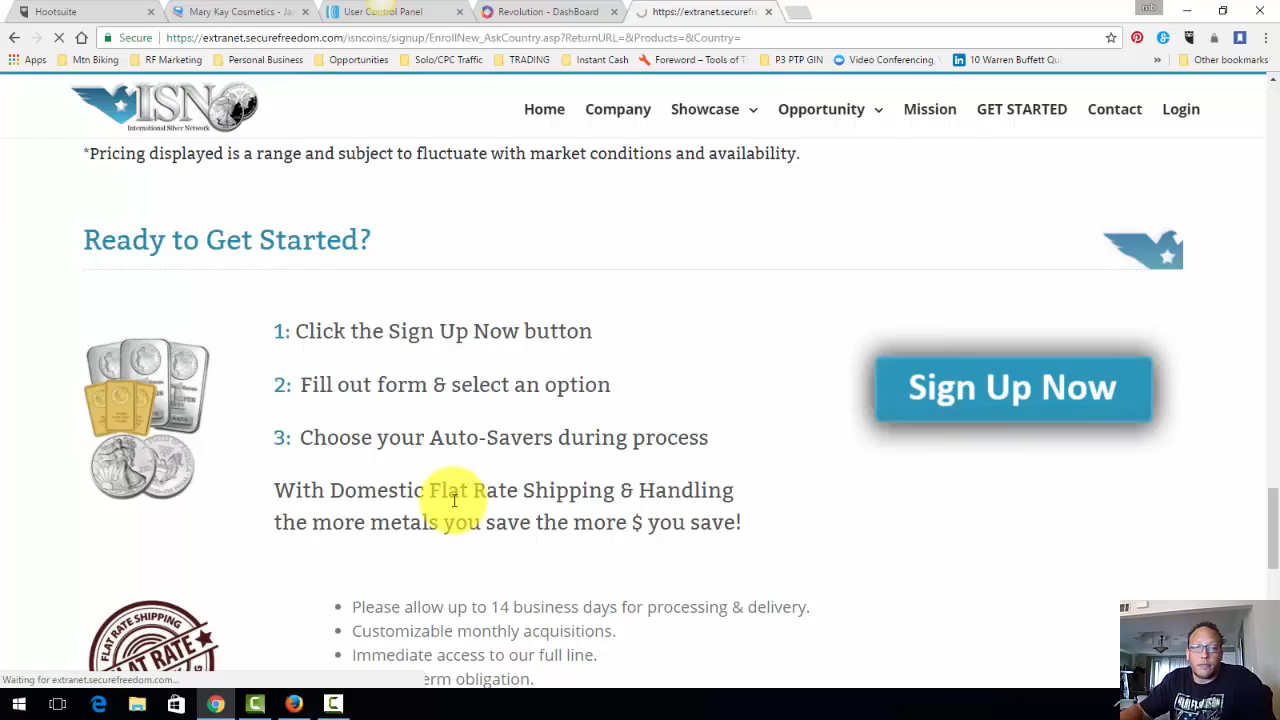 Hootsuite
Mary Kay Cosmetics - Ja
User Control Panel
Revolution - DashBoard
https://extranet.securefre
rob
Secure
https://extranet.securefreedom.com/isncoins/signup/EnrollNew_AskCountry.asp?ReturnURL=&Products=&Country=
Apps
Mtn Biking
RF Marketing
Personal Business
Opportunities
Solo/CPC Traffic
TRADING
Instant Cash
Foreword – Tools of T
P3 PTP GIN
Video Conferencing,
10 Warren Buffett Qu
Other bookmarks
ISN
International Silver Network
Home
Company
Showcase
Opportunity
Mission
GET STARTED
Contact
Login
*Pricing displayed is a range and subject to fluctuate with market conditions and availability.
Ready to Get Started?
1: Click the Sign Up Now button
2: Fill out form & select an option
3: Choose your Auto-Savers during process
Sign Up Now
With Domestic Flat Rate Shipping & Handling
the more metals you save the more $ you save!
FLAT RATE SHIPPING
FLAT RATE
Please allow up to 14 business days for processing & delivery.
Customizable monthly acquisitions.
Immediate access to our full line.
erm obligation.
Waiting for extranet.securefreedom.com...